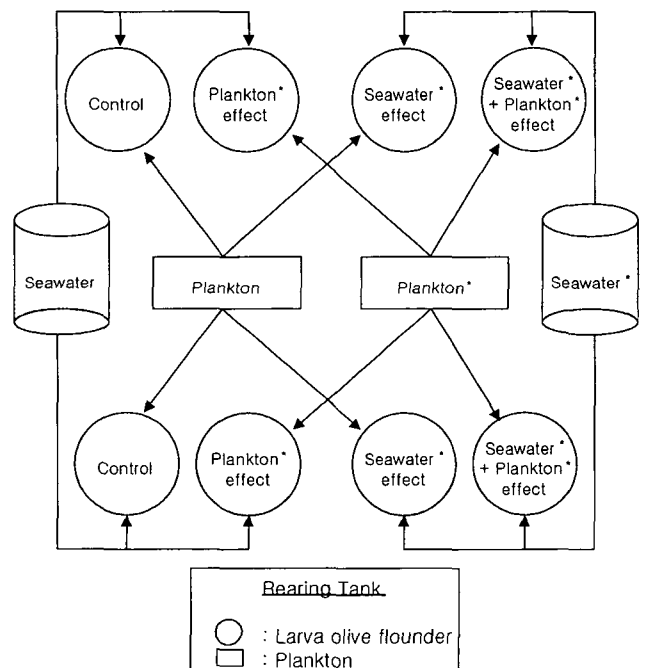 Control
Plankton*
effect
Seawater*
effect
Seawater*
+ Plankton*
effect
Seawater
Plankton
Plankton*
Seawater*
Control
Plankton*
effect
Seawater*
effect
Seawater*
+ Plankton*
effect
Rearing Tank
: Larva olive flounder
: Plankton